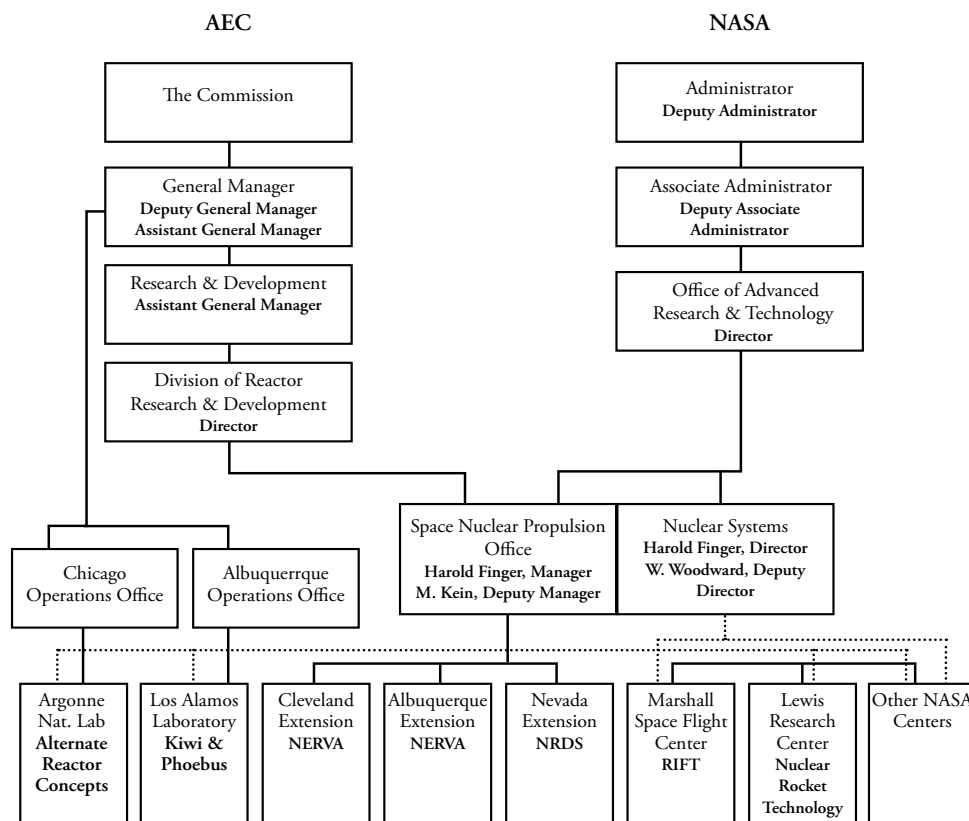 AEC
NASA
The Commission
Administrator
Deputy Administrator
General Manager
Deputy General Manager
Assistant General Manager
Associate Administrator
Deputy Associate
Administrator
Research & Development
Assistant General Manager
Office of Advanced
Research & Technology
Director
Division of Reactor
Research & Development
Director
Space Nuclear Propulsion
Office
Harold Finger, Manager
M. Kein, Deputy Manager
Nuclear Systems
Harold Finger, Director
W. Woodward, Deputy
Director
Chicago
Operations Office
Albuquerrque
Operations Office
Argonne
Nat. Lab
Alternate
Reactor
Concepts
Los Alamos
Laboratory
Kiwi &
Phoebus
Cleveland
Extension
NERVA
Albuquerque
Extension
NERVA
Nevada
Extension
NRDS
Marshall
Space Flight
Center
RIFT
Lewis
Research
Center
Nuclear
Rocket
Technology
Other NASA
Centers